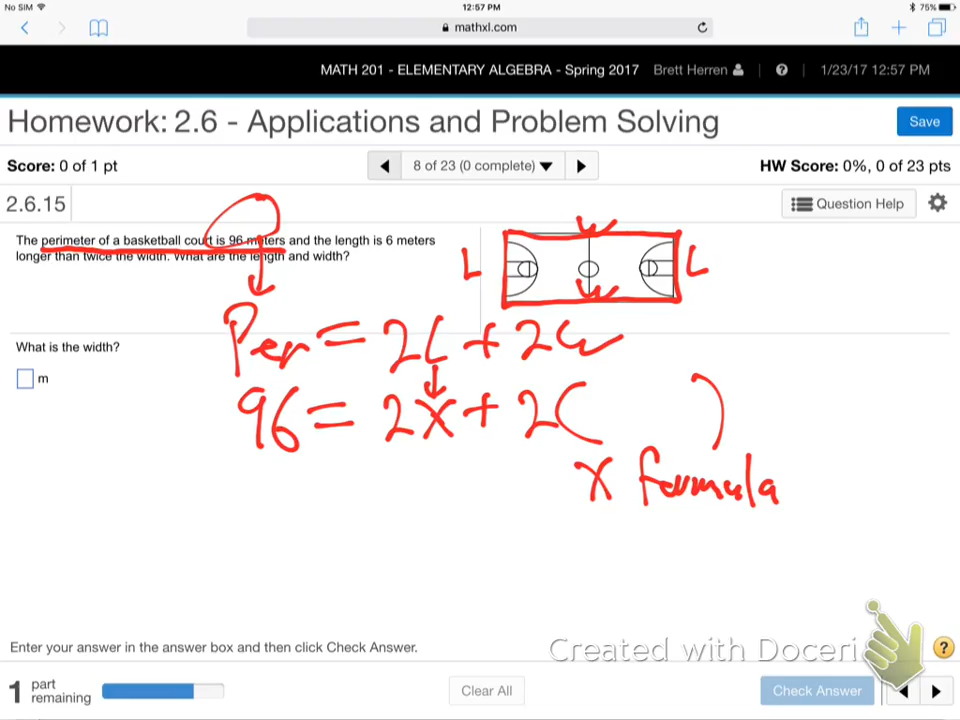 No SIM 12:57 PM 75%
mathxl.com
MATH 201 - ELEMENTARY ALGEBRA - Spring 2017 Brett Herren ? 1/23/17 12:57 PM
Homework: 2.6 - Applications and Problem Solving Save
Score: 0 of 1 pt 8 of 23 (0 complete) HW Score: 0%, 0 of 23 pts
2.6.15 Question Help
The perimeter of a basketball court is 96 meters and the length is 6 meters
longer than twice the width. What are the length and width?
W
L L
W
Per = 2L + 2W
What is the width?
m
96 = 2x + 2( )
x formula
Enter your answer in the answer box and then click Check Answer.
Created with Doceri
?
1 part remaining Clear All Check Answer